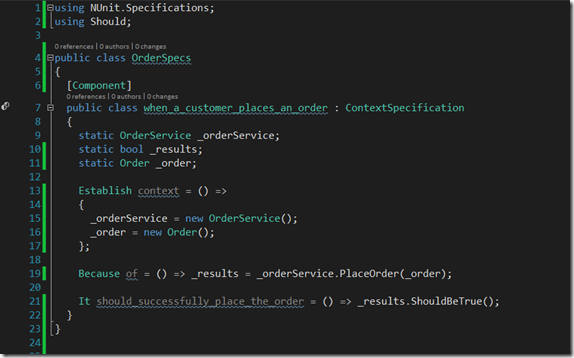 1 using NUnit.Specifications;
2 using Should;
3
0 references | 0 authors | 0 changes
4 public class OrderSpecs
5 {
6 [Component]
0 references | 0 authors | 0 changes
7 public class when_a_customer_places_an_order : ContextSpecification
8 {
9 static OrderService _orderService;
10 static bool _results;
11 static Order _order;
12
13 Establish context = () =>
14 {
15 _orderService = new OrderService();
16 _order = new Order();
17 };
18
19 Because of = () => _results = _orderService.PlaceOrder(_order);
20
21 It should_successfully_place_the_order = () => _results.ShouldBeTrue();
22 }
23 }
24